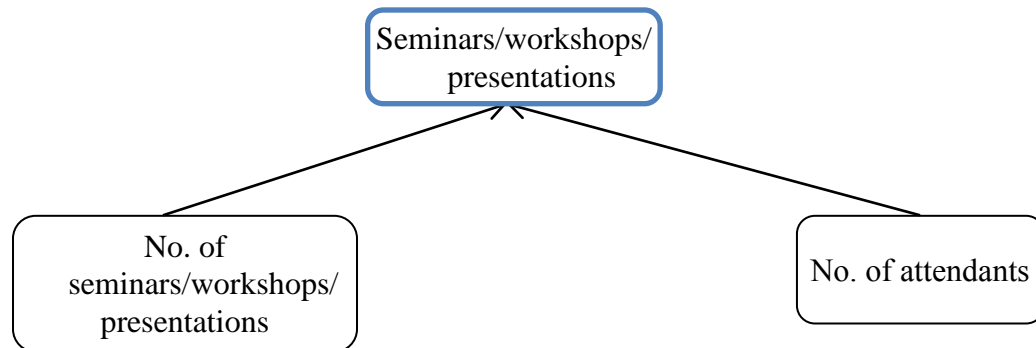 Seminars/workshops/
presentations
No. of
seminars/workshops/
presentations
No. of attendants